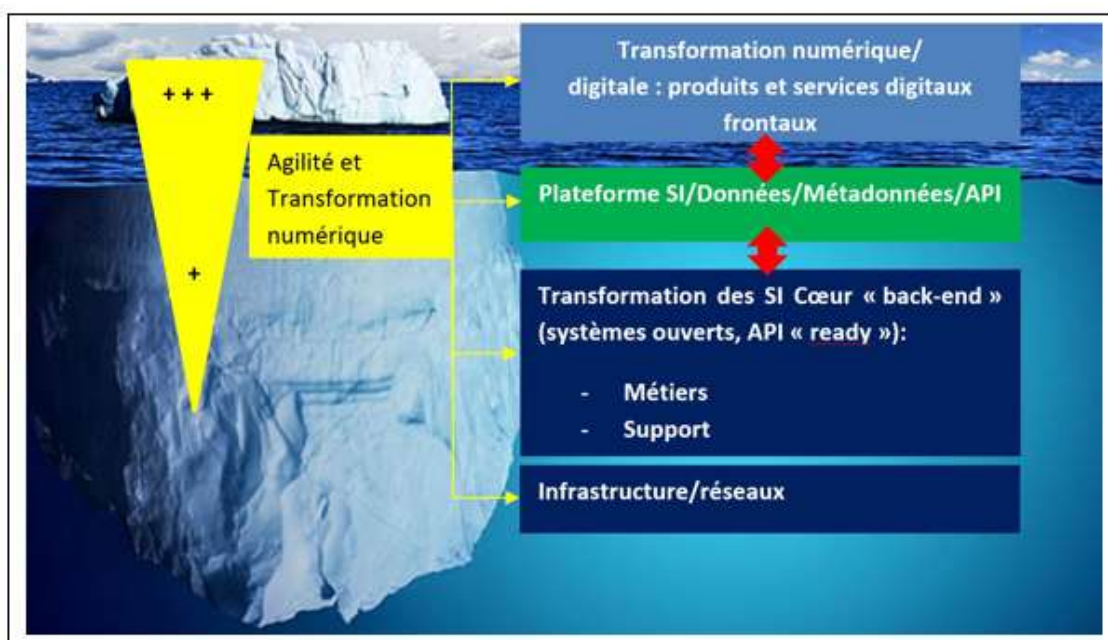 + + +
+
Agilité et
Transformation
numérique
Transformation numérique/
digitale : produits et services digitaux
frontaux
Plateforme SI/Données/Métadonnées/API
Transformation des SI Cœur « back-end »
(systèmes ouverts, API « ready »):
- Métiers
- Support
Infrastructure/réseaux